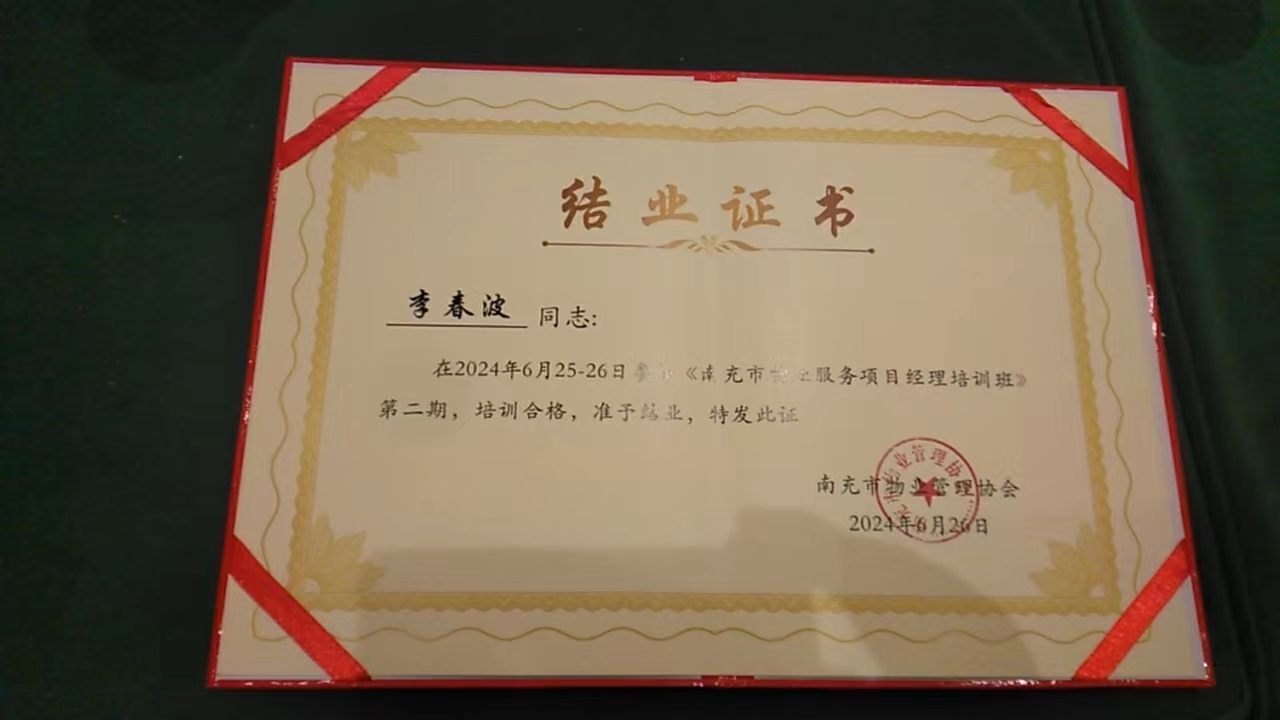 结业证书
李春波 同志:
在2024年6月25-26日参加《南充市物业服务项目经理培训班》
第二期，培训合格，准予结业，特发此证
南充市物业管理协会
2024年6月26日